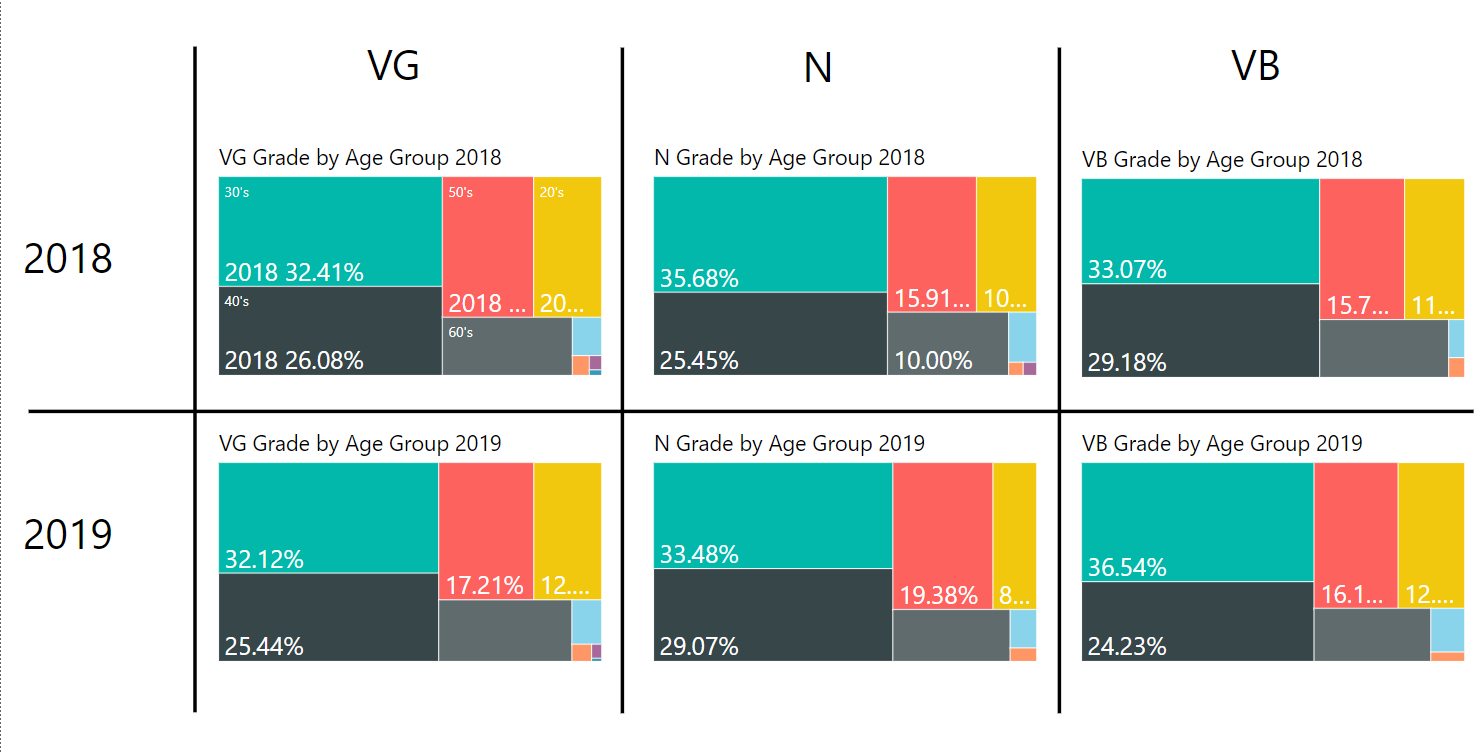 VG
N
VB
2018
VG Grade by Age Group 2018
30's
2018 32.41%
40's
2018 26.08%
50's
2018 ...
20's
20...
60's
N Grade by Age Group 2018
35.68%
25.45%
15.91...
10...
10.00%
VB Grade by Age Group 2018
33.07%
29.18%
15.7...
11...
2019
VG Grade by Age Group 2019
32.12%
25.44%
17.21%
12....
N Grade by Age Group 2019
33.48%
29.07%
19.38%
8...
VB Grade by Age Group 2019
36.54%
24.23%
16.1...
12....